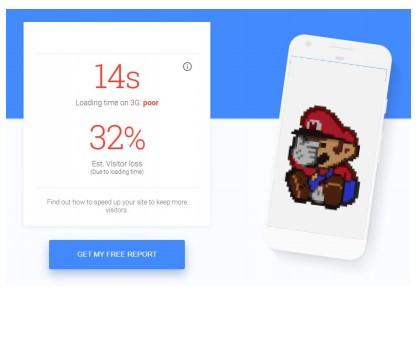 14s
Loading time on 3G: poor
32%
Est. Visitor loss
(Due to loading time)
Find out how to speed up your site to keep more
visitors.
GET MY FREE REPORT
M